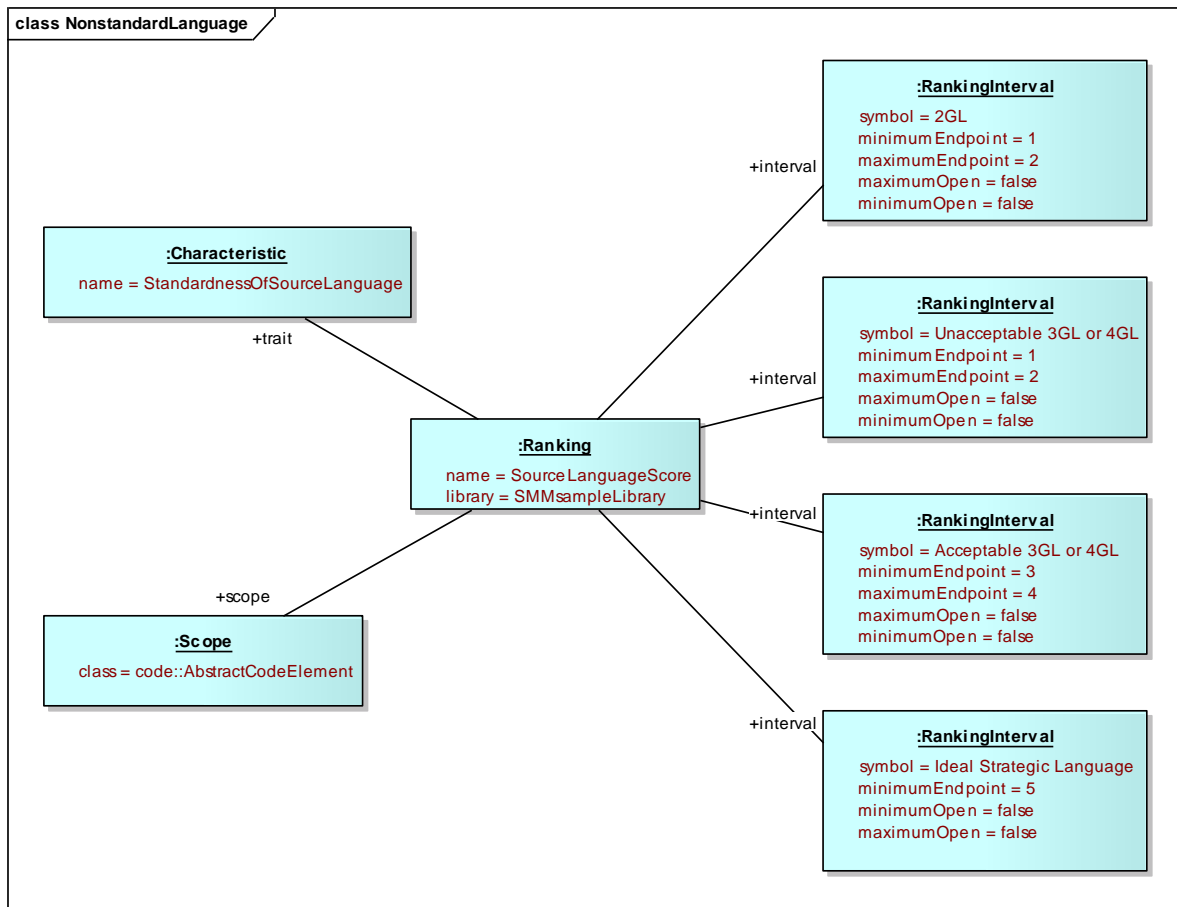 class NonstandardLanguage
:RankingInterval
symbol = 2GL
minimumEndpoint = 1
maximumEndpoint = 2
maximumOpen = false
minimumOpen = false
+interval
:Characteristic
name = StandardnessOfSourceLanguage
+trait
:RankingInterval
symbol = Unacceptable 3GL or 4GL
minimumEndpoint = 1
maximumEndpoint = 2
maximumOpen = false
minimumOpen = false
+interval
:Ranking
name = SourceLanguageScore
library = SMMsampleLibrary
+interval
:RankingInterval
symbol = Acceptable 3GL or 4GL
minimumEndpoint = 3
maximumEndpoint = 4
maximumOpen = false
minimumOpen = false
+scope
:Scope
class = code::AbstractCodeElement
+interval
:RankingInterval
symbol = Ideal Strategic Language
minimumEndpoint = 5
minimumOpen = false
maximumOpen = false